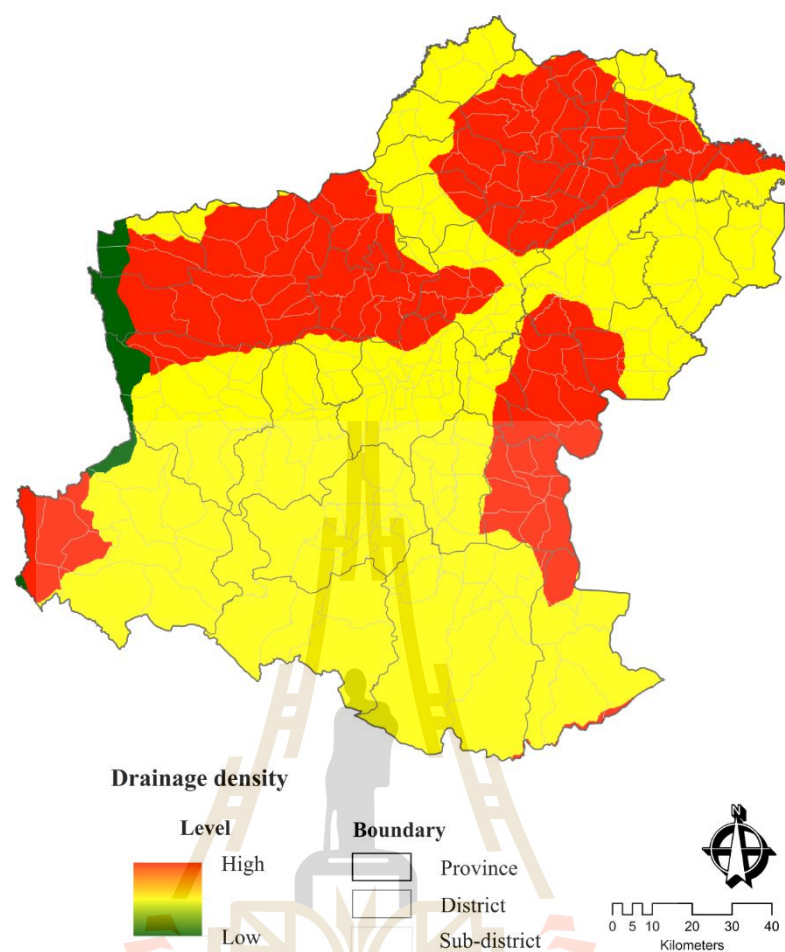 Drainage density
Level
High
Low
Boundary
Province
District
Sub-district
N
0 5 10 20 30 40
Kilometers